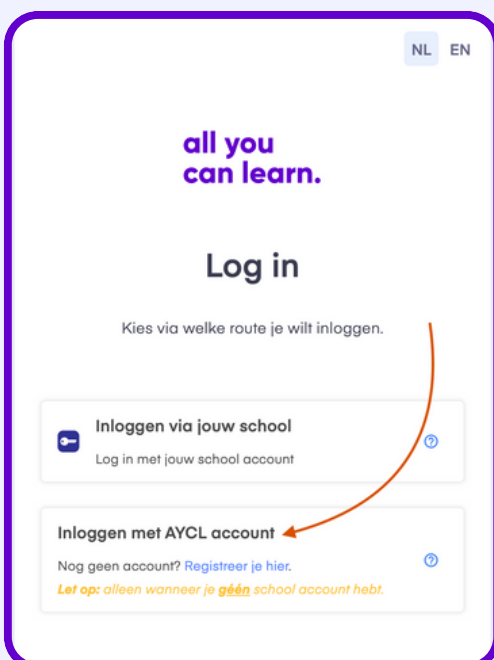 NL EN
all you
can learn.
Log in
Kies via welke route je wilt inloggen.
Inloggen via jouw school
Log in met jouw school account
Inloggen met AYCL account
Nog geen account? Registreer je hier.
Let op: alleen wanneer je géén school account hebt.